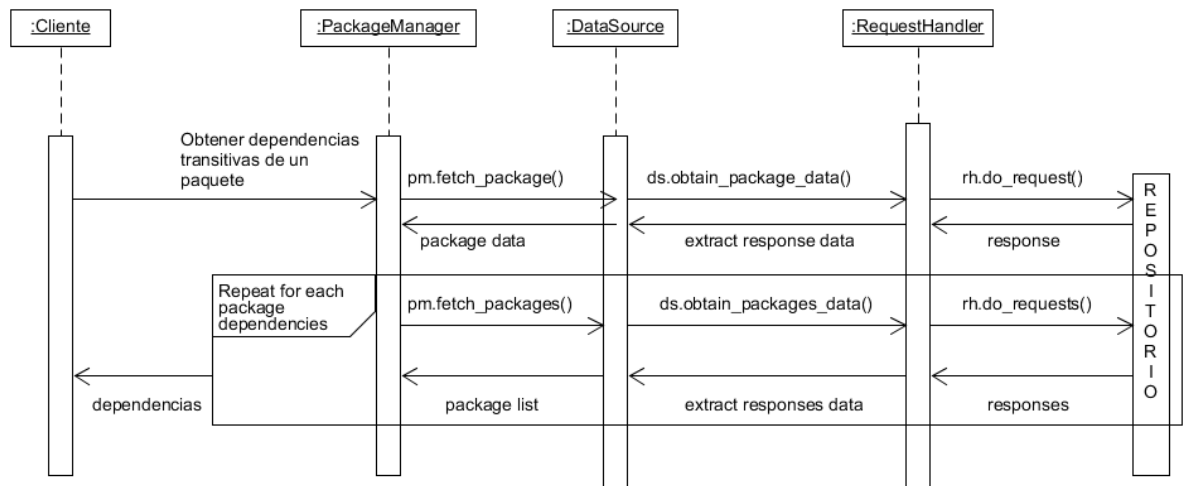 :Cliente
:PackageManager
:DataSource
:RequestHandler
Obtener dependencias
transitivas de un
paquete
pm.fetch_package()
ds.obtain_package_data()
rh.do_request()
package data
extract response data
response
Repeat for each
package
dependencies
pm.fetch_packages()
ds.obtain_packages_data()
rh.do_requests()
dependencias
package list
extract responses data
responses
R
E
P
O
S
I
T
O
R
I
O